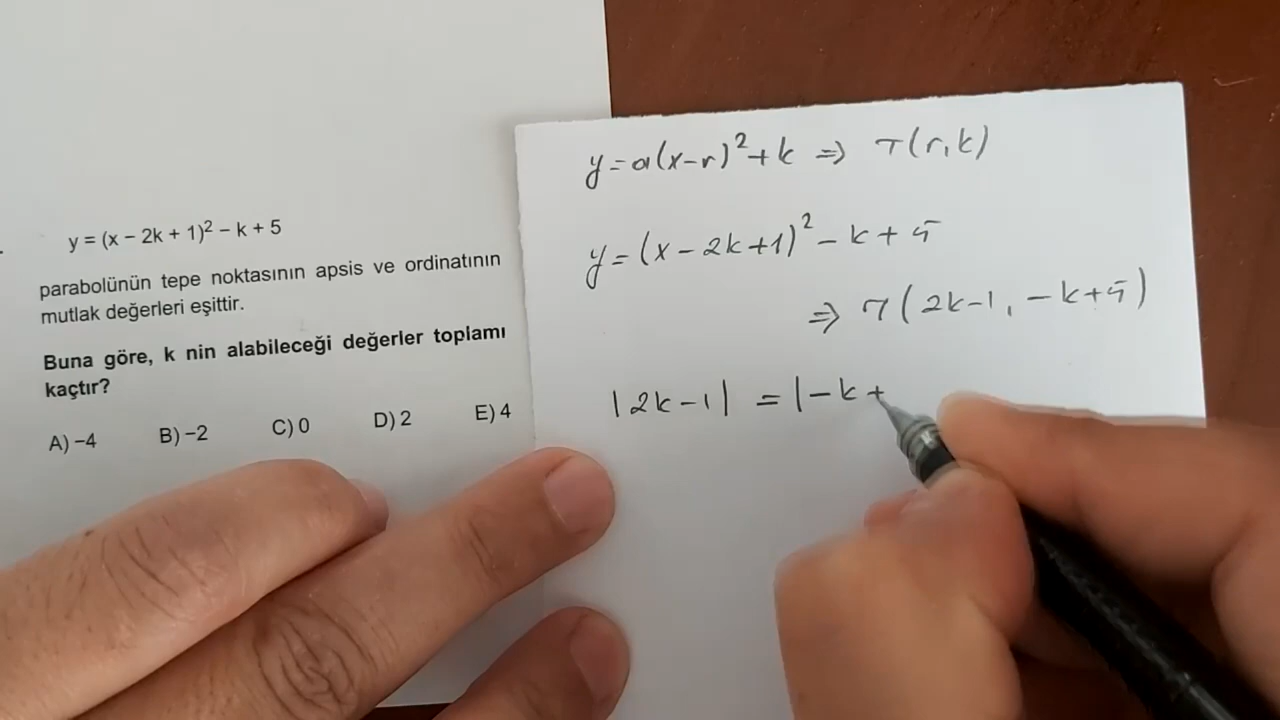 y = (x – 2k + 1)² – k + 5
parabolünün tepe noktasının apsis ve ordinatının
mutlak değerleri eşittir.
Buna göre, k nin alabileceği değerler toplamı
kaçtır?
A) –4 B) –2 C) 0 D) 2 E) 4
y = a(x-r)² + k ⇒ T(r, k)
y = (x - 2k + 1)² - k + 5
⇒ T(2k-1, -k+5)
|2k-1| = |-k+